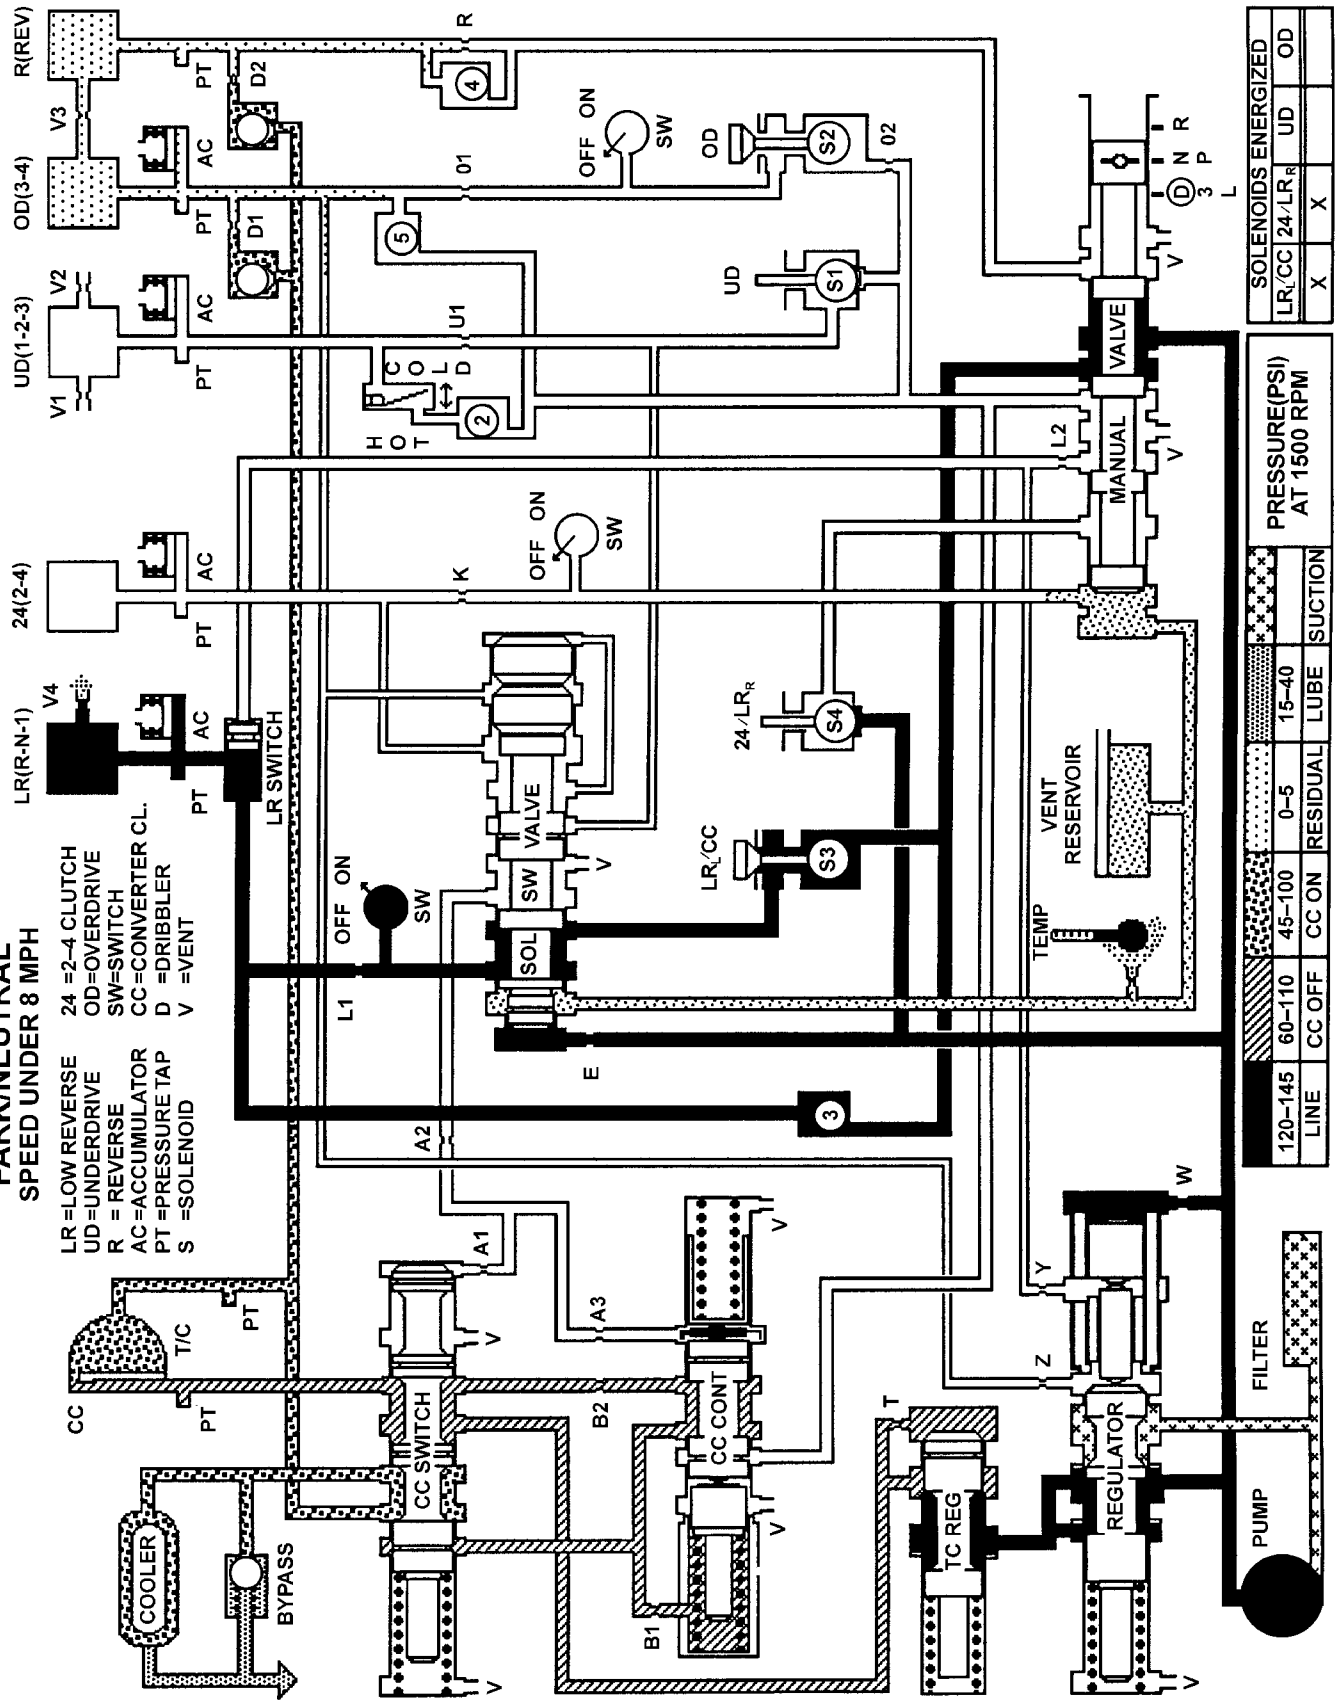 PARK/NEUTRAL
SPEED UNDER 8 MPH
LR =LOW REVERSE
UD=UNDERDRIVE
R =REVERSE
AC=ACCUMULATOR
PT =PRESSURE TAP
S =SOLENOID
24 =2-4 CLUTCH
OD=OVERDRIVE
SW=SWITCH
CC=CONVERTER CL.
D =DRIBBLER
V =VENT
LR(R-N-1)
24(2-4)
UD(1-2-3)
OD(3-4)
R(REV)
V4
V1
V2
V3
PT
AC
PT
AC
PT
AC
PT
AC
PT
D1
D2
R
LR SWITCH
CC
T/C
PT
PT
COOLER
BYPASS
CC SWITCH
V
V
A1
A2
A3
B1
B2
CC CONT
V
V
L1
OFF ON
SW
SOL
SW
VALVE
V
E
K
OFF ON
SW
HOT
COLD
U1
01
02
2
3
4
5
OFF ON
SW
OD
S2
UD
S1
LRL/CC
S3
24/LRR
S4
L2
TEMP
VENT
RESERVOIR
MANUAL
VALVE
V
V
D N R
3 P
L
T
TC REG
REGULATOR
V
Z
Y
W
PUMP
FILTER
120–145
60–110
45–100
0–5
15–40
LINE
CC OFF
CC ON
RESIDUAL
LUBE
SUCTION
PRESSURE(PSI)
AT 1500 RPM
SOLENOIDS ENERGIZED
LRL/CC
24/LRR
UD
OD
X
X